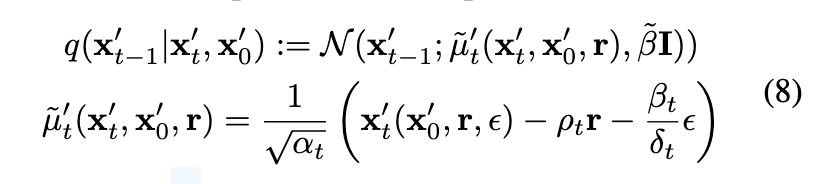 q(x′_{t−1}|x′_t, x′_0) := 𝒩(x′_{t−1}; μ̃′_t(x′_t, x′_0, r), β̃I))
μ̃′_t(x′_t, x′_0, r) = 1/√α_t (x′_t(x′_0, r, ϵ) − ρ_t r − β_t/δ_t ϵ) (8)